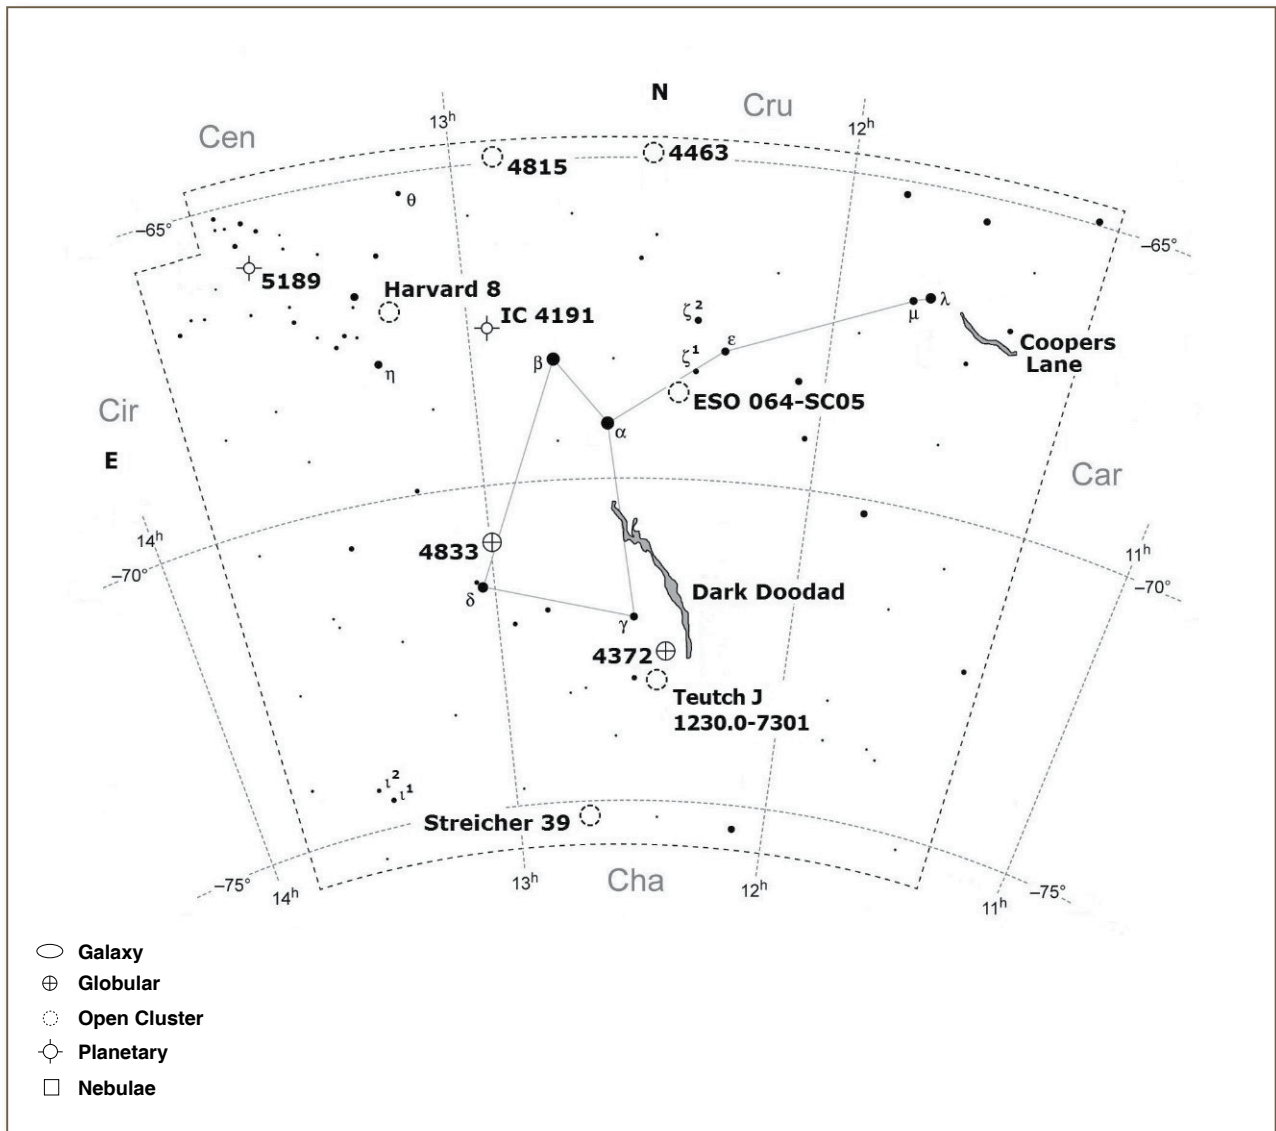 N
Cru
13h
12h
Cen
4815
4463
θ
–65°
–65°
5189
Harvard 8
IC 4191
ζ2
λ
μ
ε
β
ζ1
Coopers
Lane
η
ESO 064-SC05
Cir
α
E
Car
14h
11h
4833
–70°
–70°
δ
Dark Doodad
γ
4372
Teutch J
1230.0-7301
ι2
ι1
Streicher 39
–75°
14h
13h
Cha
12h
11h
–75°
Galaxy
Globular
Open Cluster
Planetary
Nebulae